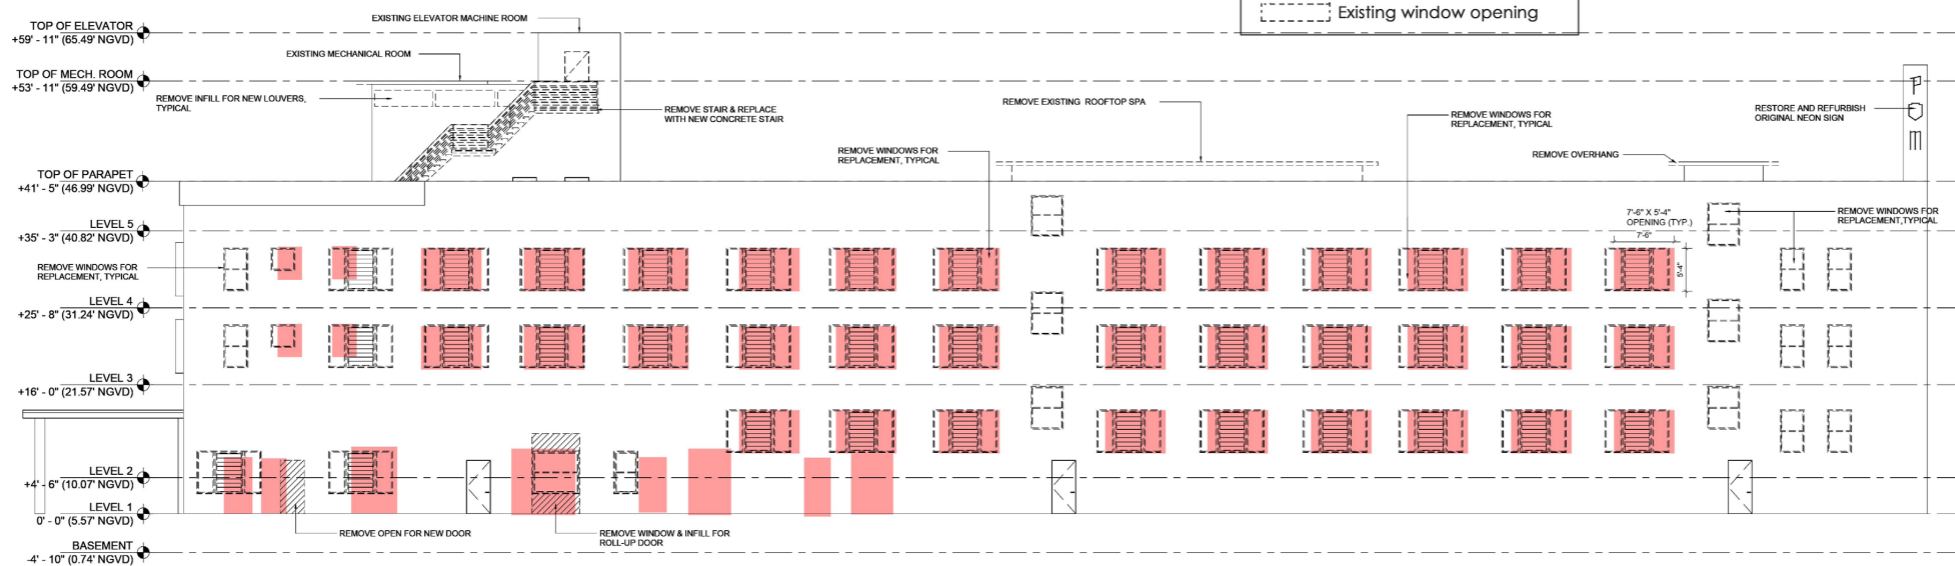 Existing window opening
TOP OF ELEVATOR
+59' - 11" (65.49' NGVD)
EXISTING ELEVATOR MACHINE ROOM
EXISTING MECHANICAL ROOM
TOP OF MECH. ROOM
+53' - 11" (59.49' NGVD)
REMOVE INFILL FOR NEW LOUVERS,
TYPICAL
REMOVE STAIR & REPLACE
WITH NEW CONCRETE STAIR
REMOVE EXISTING ROOFTOP SPA
REMOVE WINDOWS FOR
REPLACEMENT, TYPICAL
RESTORE AND REFURBISH
ORIGINAL NEON SIGN
REMOVE WINDOWS FOR
REPLACEMENT, TYPICAL
REMOVE OVERHANG
TOP OF PARAPET
+41' - 5" (46.99' NGVD)
LEVEL 5
+35' - 3" (40.82' NGVD)
7'-6" X 5'-4"
OPENING (TYP.)
7'-6"
5'-4"
REMOVE WINDOWS FOR
REPLACEMENT,TYPICAL
REMOVE WINDOWS FOR
REPLACEMENT, TYPICAL
LEVEL 4
+25' - 8" (31.24' NGVD)
LEVEL 3
+16' - 0" (21.57' NGVD)
LEVEL 2
+4' - 6" (10.07' NGVD)
LEVEL 1
0' - 0" (5.57' NGVD)
REMOVE OPEN FOR NEW DOOR
REMOVE WINDOW & INFILL FOR
ROLL-UP DOOR
BASEMENT
-4' - 10" (0.74' NGVD)